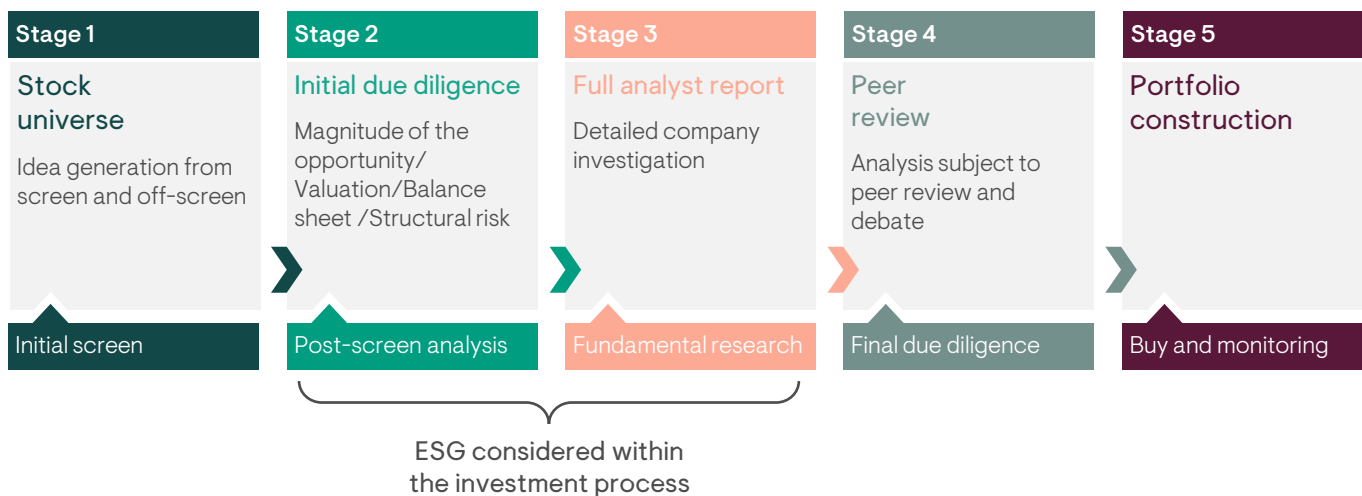 Stage 1
Stock
universe
Idea generation from
screen and off-screen
Initial screen
Stage 2
Initial due diligence
Magnitude of the
opportunity/
Valuation/Balance
sheet /Structural risk
Post-screen analysis
Stage 3
Full analyst report
Detailed company
investigation
Fundamental research
Stage 4
Peer
review
Analysis subject to
peer review and
debate
Final due diligence
Stage 5
Portfolio
construction
Buy and monitoring
ESG considered within
the investment process